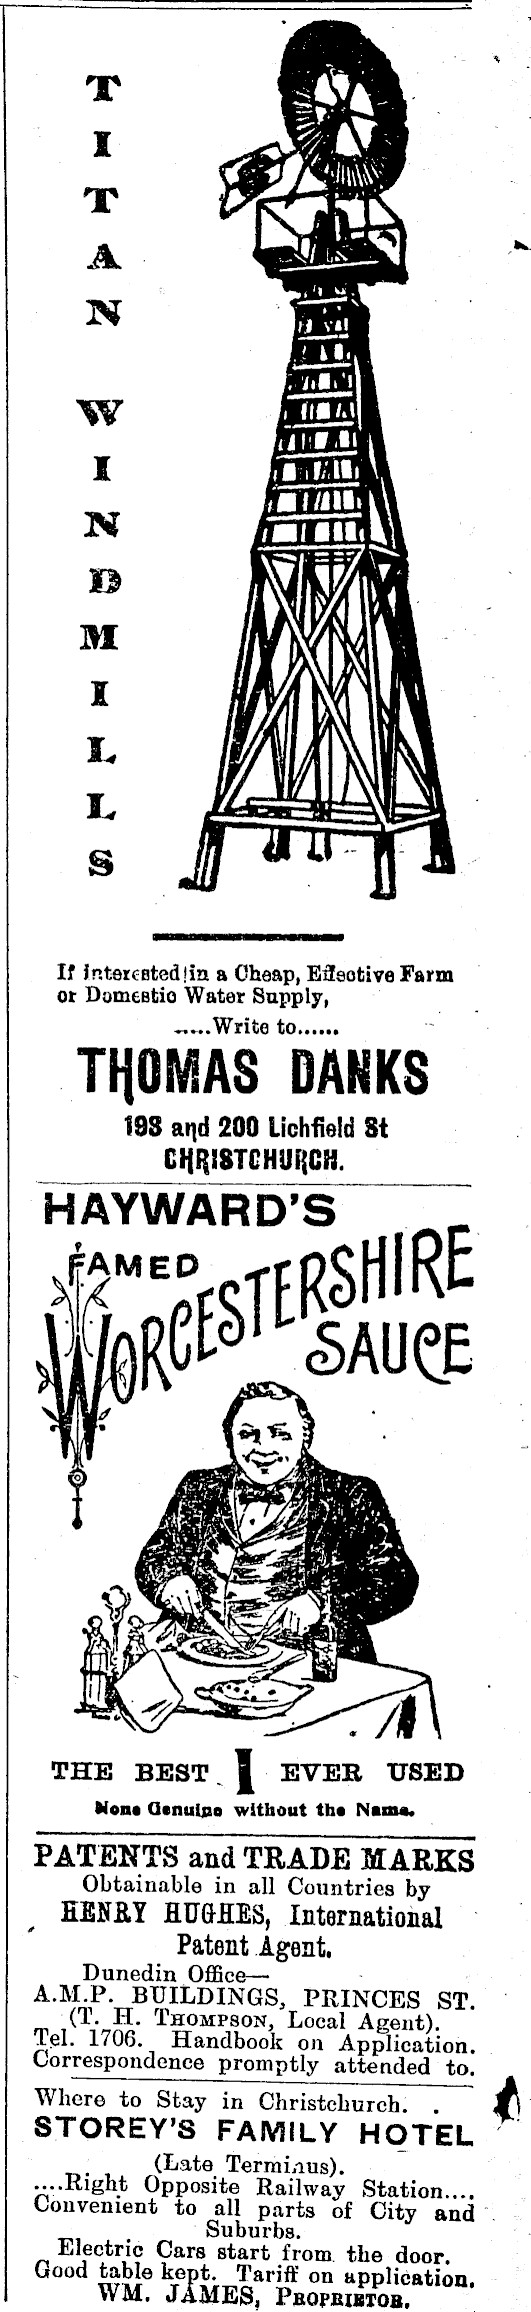 TITAN WINDMILLS
If interested in a Cheap, Effective Farm
or Domestic Water Supply,
.....Write to......
THOMAS DANKS
198 and 200 Lichfield St
CHRISTCHURCH.
HAYWARD'S
FAMED
WORCESTERSHIRE
SAUCE
THE BEST I EVER USED
None Genuine without the Name.
PATENTS and TRADE MARKS
Obtainable in all Countries by
HENRY HUGHES, International
Patent Agent.
Dunedin Office—
A.M.P. BUILDINGS, PRINCES ST.
(T. H. THOMPSON, Local Agent).
Tel. 1706. Handbook on Application.
Correspondence promptly attended to.
Where to Stay in Christchurch. .
STOREY'S FAMILY HOTEL
(Late Terminus).
....Right Opposite Railway Station....
Convenient to all parts of City and
Suburbs.
Electric Cars start from the door.
Good table kept. Tariff on application.
WM. JAMES, PROPRIETOR.